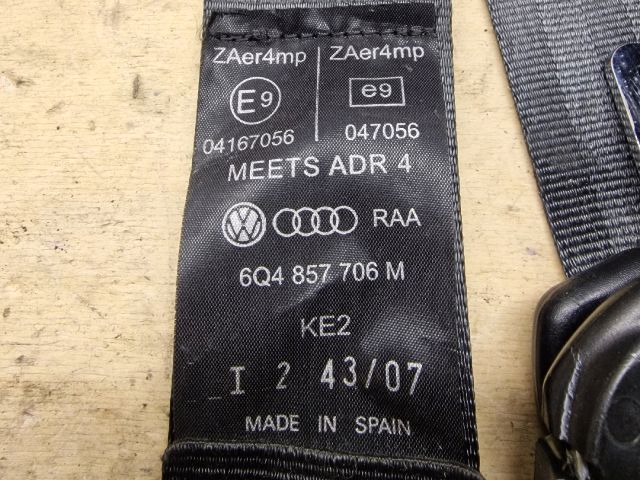 ZAer4mp ZAer4mp
E9 e9
04167056 047056
MEETS ADR 4
VW RAA
6Q4 857 706 M
KE2
I 2 43/07
MADE IN SPAIN